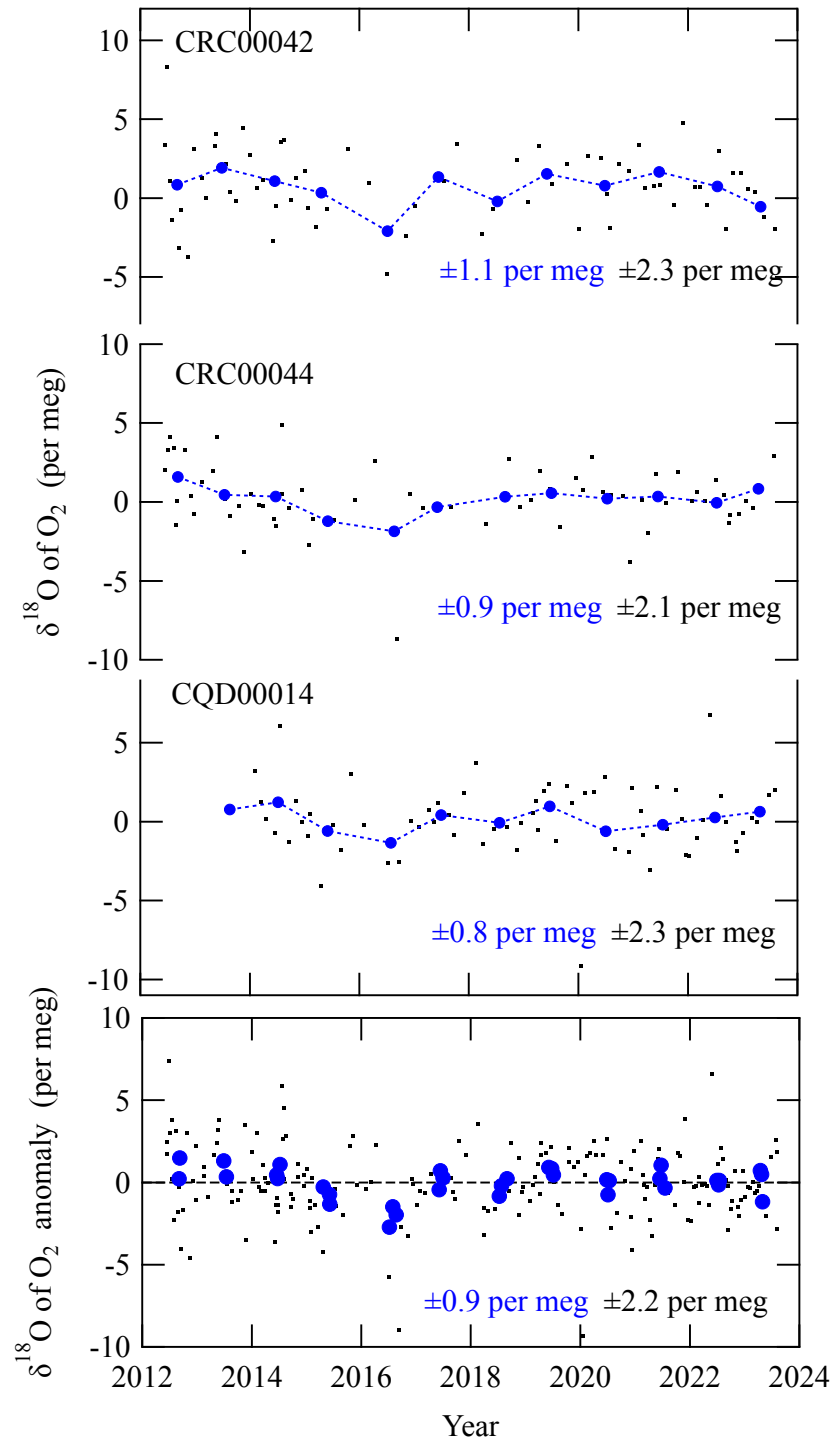 10
CRC00042
5
0
-5
±1.1 per meg ±2.3 per meg
10
CRC00044
5
0
-5
±0.9 per meg ±2.1 per meg
-10
δ¹⁸O of O₂ (per meg)
CQD00014
5
0
-5
±0.8 per meg ±2.3 per meg
-10
10
5
0
-5
±0.9 per meg ±2.2 per meg
-10
δ¹⁸O of O₂ anomaly (per meg)
2012 2014 2016 2018 2020 2022 2024
Year